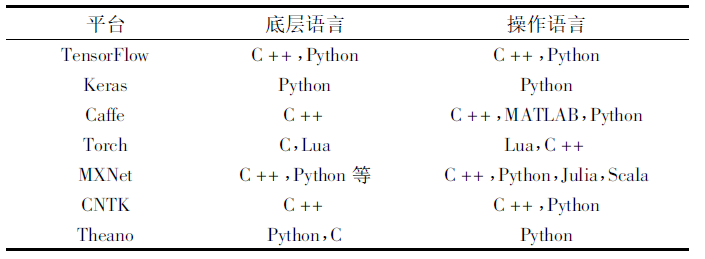 平台 底层语言 操作语言
TensorFlow C ++,Python C ++,Python
Keras Python Python
Caffe C ++ C ++,MATLAB,Python
Torch C,Lua Lua,C ++
MXNet C ++,Python 等 C ++,Python,Julia,Scala
CNTK C ++ C ++,Python
Theano Python,C Python